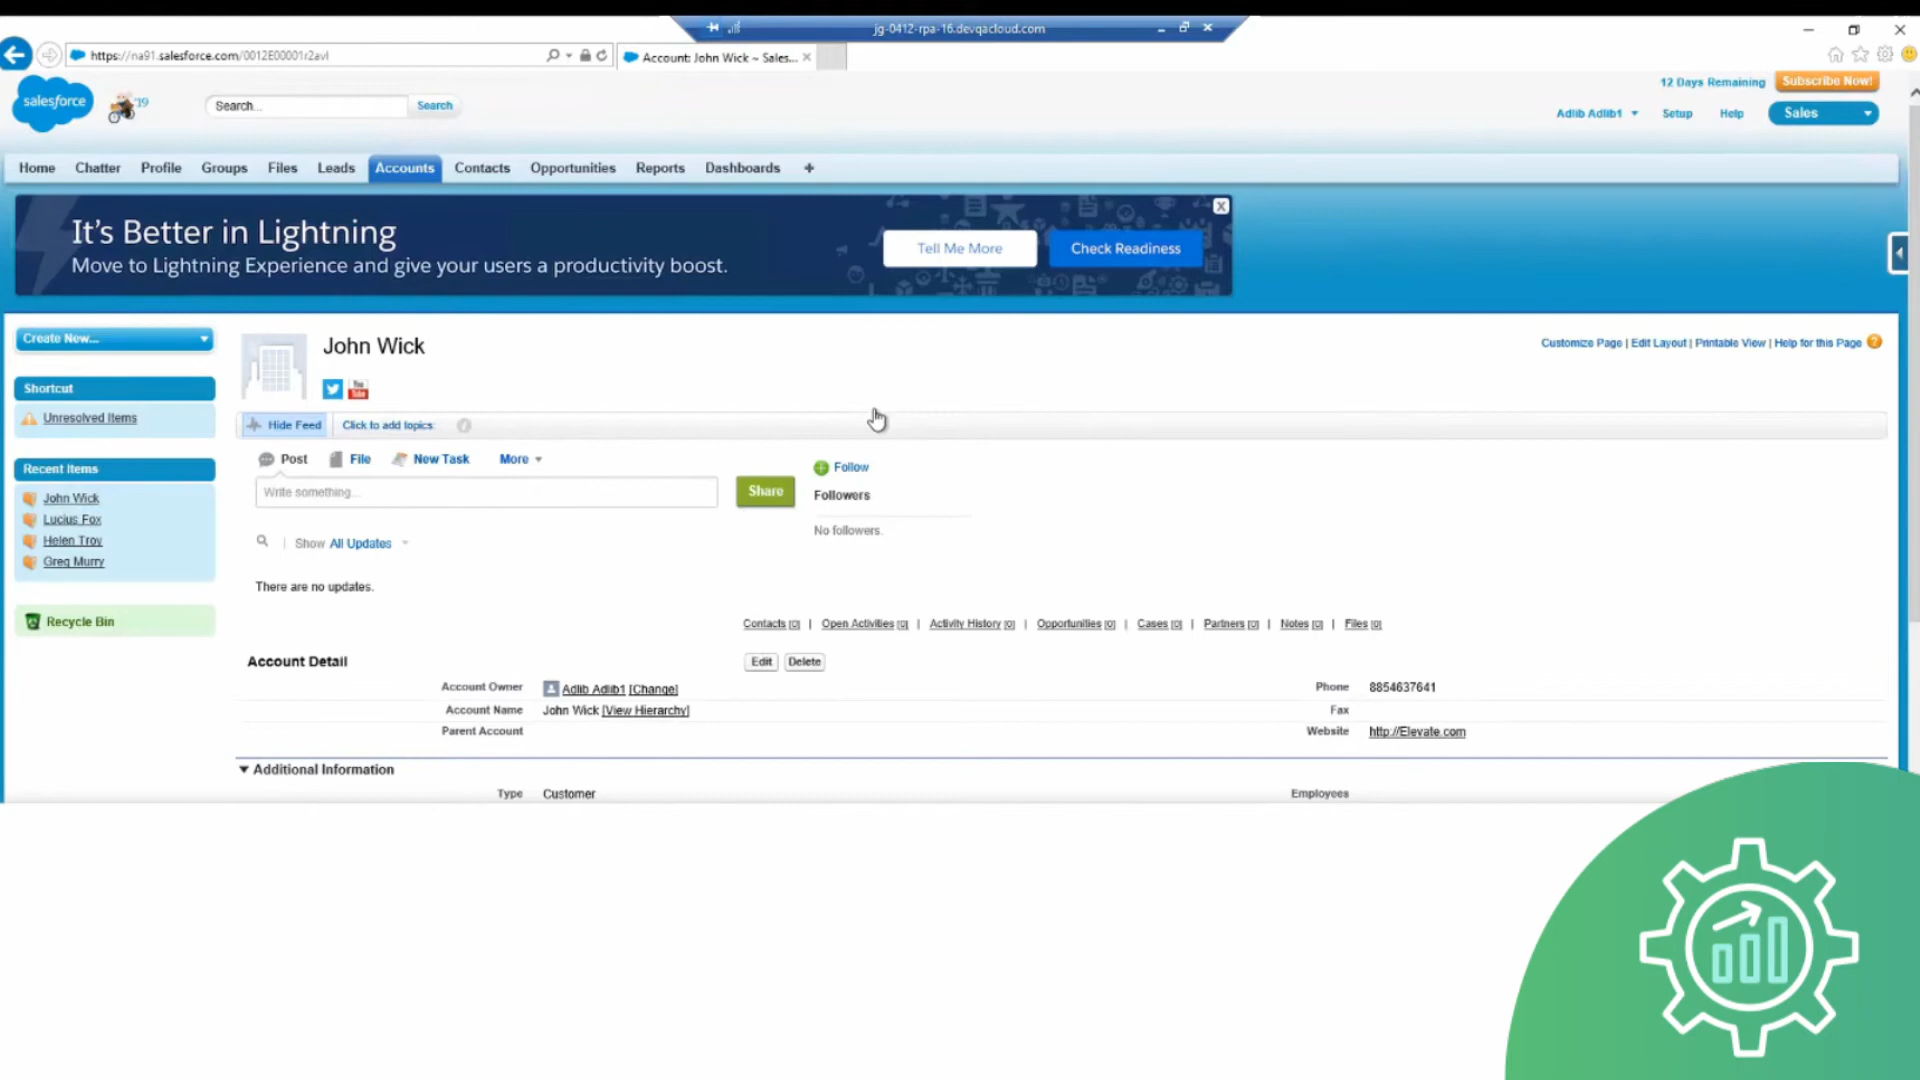 jg-0412-rpa-16.devqacloud.com
https://na91.salesforce.com/0012E00001r2avl
Account: John Wick ~ Sales...
salesforce
'19
Search...
Search
12 Days Remaining
Subscribe Now!
Adlib Adlib1
Setup
Help
Sales
Home Chatter Profile Groups Files Leads Accounts Contacts Opportunities Reports Dashboards +
It's Better in Lightning
Move to Lightning Experience and give your users a productivity boost.
Tell Me More
Check Readiness
X
Create New...
Shortcut
Unresolved Items
Recent Items
John Wick
Lucius Fox
Helen Troy
Greg Murry
Recycle Bin
John Wick
You Tube
Customize Page | Edit Layout | Printable View | Help for this Page ?
Hide Feed
Click to add topics:
Post File New Task More
Write something...
Share
Follow
Followers
No followers.
Show All Updates
There are no updates.
Contacts [0] | Open Activities [0] | Activity History [0] | Opportunities [0] | Cases [0] | Partners [0] | Notes [0] | Files [0]
Account Detail
Edit Delete
Account Owner Adlib Adlib1 [Change]
Phone 8854637641
Account Name John Wick [View Hierarchy]
Fax
Parent Account
Website http://Elevate.com
Additional Information
Type Customer
Employees